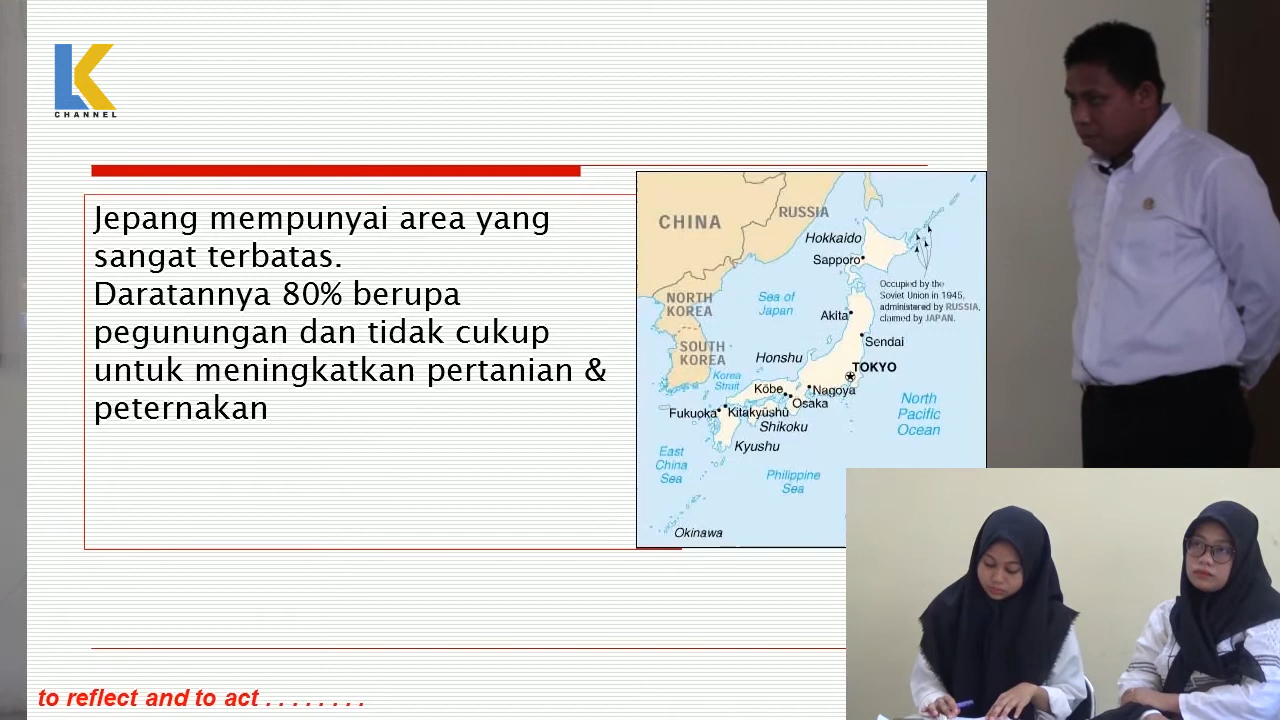 LK
CHANNEL
Jepang mempunyai area yang
sangat terbatas.
Daratannya 80% berupa
pegunungan dan tidak cukup
untuk meningkatkan pertanian &
peternakan
CHINA
RUSSIA
Hokkaido
Sapporo
Occupied by the
Soviet Union in 1945,
administered by RUSSIA,
claimed by JAPAN.
NORTH
KOREA
Sea of
Japan
Akita
Sendai
SOUTH
KOREA
Honshu
TOKYO
Korea
Strait
Kōbe
Nagoya
Osaka
North
Pacific
Ocean
Fukuoka
Kitakyūshū
Shikoku
Kyushu
East
China
Sea
Philippine
Sea
Okinawa
to reflect and to act . . . . . . . .